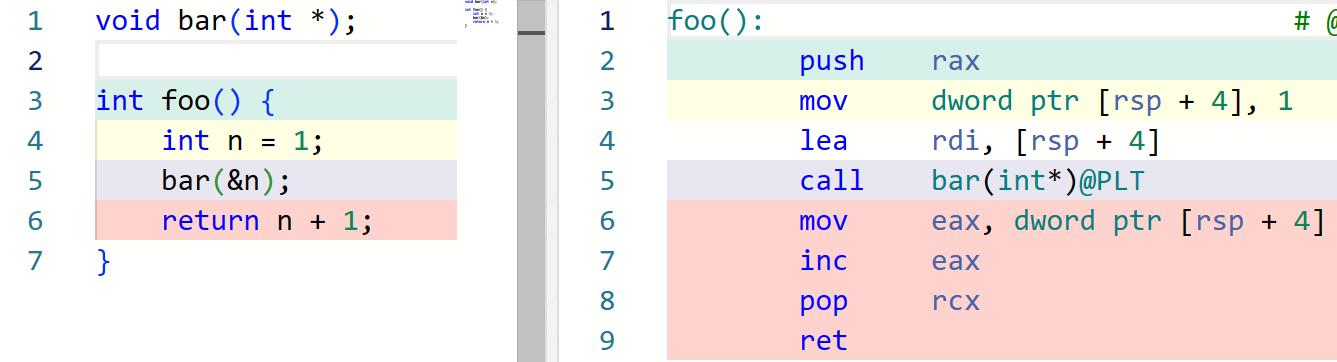 1 void bar(int *);
2
3 int foo() {
4     int n = 1;
5     bar(&n);
6     return n + 1;
7 }
1 foo():                                  # @
2         push    rax
3         mov     dword ptr [rsp + 4], 1
4         lea     rdi, [rsp + 4]
5         call    bar(int*)@PLT
6         mov     eax, dword ptr [rsp + 4]
7         inc     eax
8         pop     rcx
9         ret